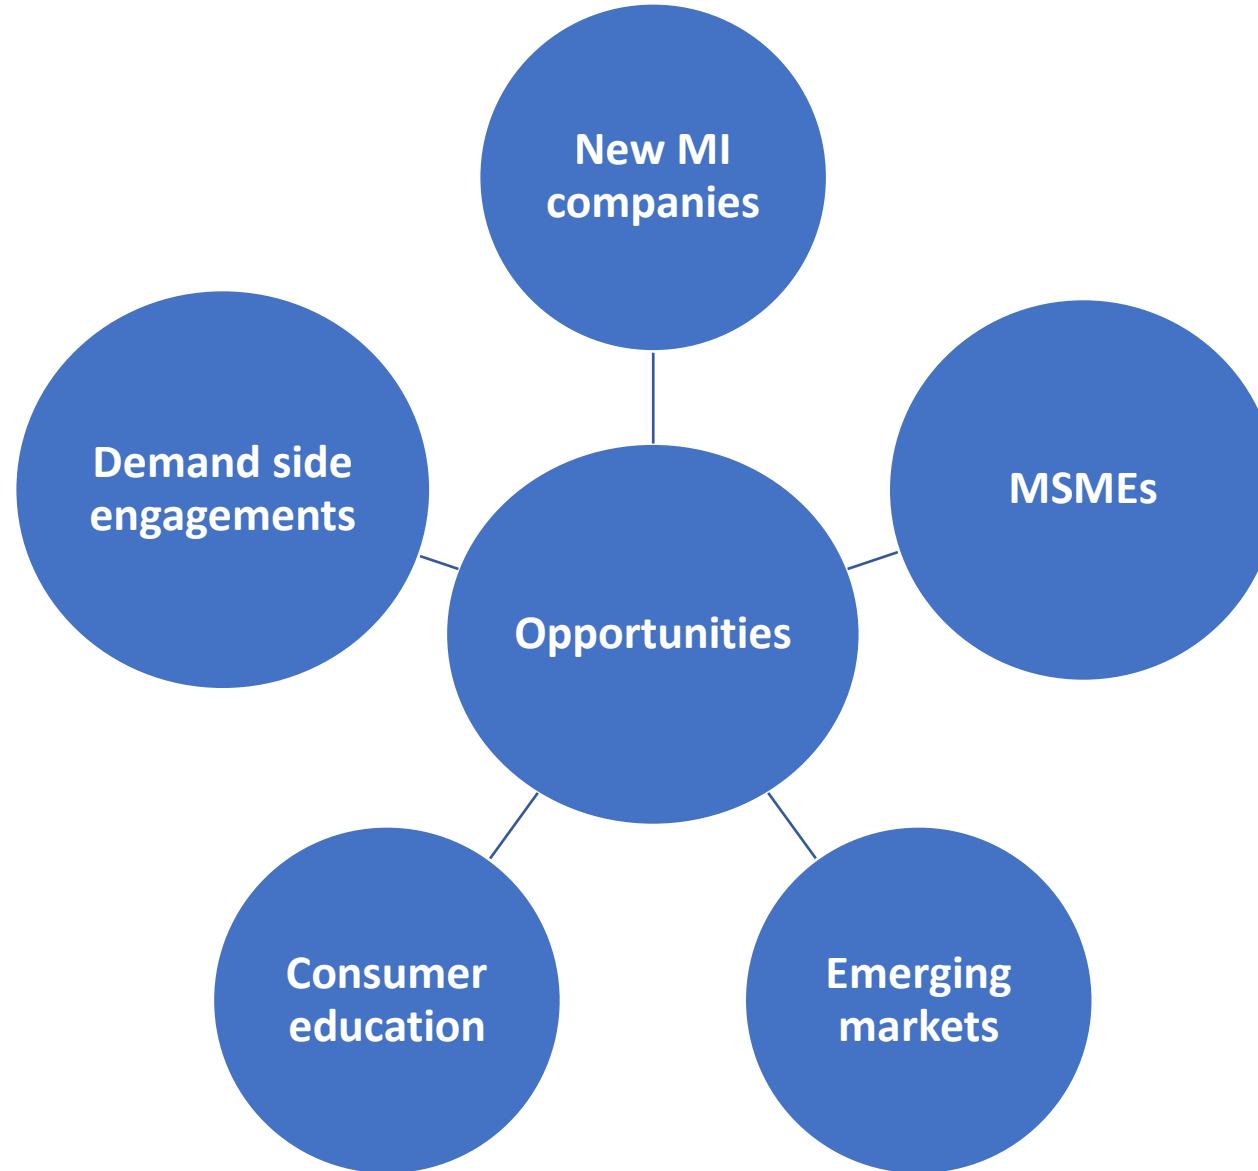 New MI
companies
Demand side
engagements
MSMEs
Opportunities
Consumer
education
Emerging
markets